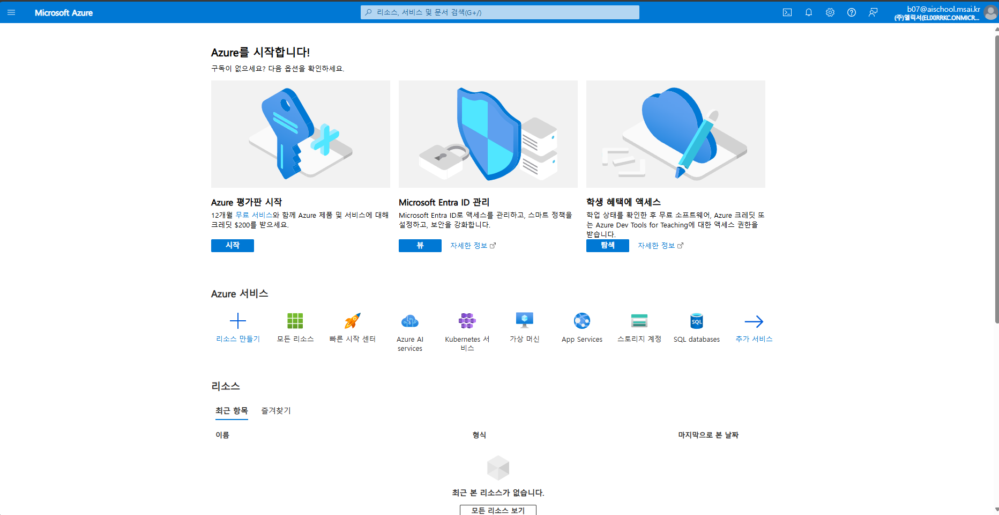 Microsoft Azure
리소스, 서비스 및 문서 검색(G+/)
b07@aischool.msai.kr
(주)엘릭서(ELIXIRRKC.ONMICR...
Azure를 시작합니다!
구독이 없으세요? 다음 옵션을 확인하세요.
Azure 평가판 시작
12개월 무료 서비스와 함께 Azure 제품 및 서비스에 대해
크레딧 $200를 받으세요.
시작
Microsoft Entra ID 관리
Microsoft Entra ID로 액세스를 관리하고, 스마트 정책을
설정하고, 보안을 강화합니다.
뷰 자세한 정보
학생 혜택에 액세스
학업 상태를 확인한 후 무료 소프트웨어, Azure 크레딧 또
는 Azure Dev Tools for Teaching에 대한 액세스 권한을
받습니다.
탐색 자세한 정보
Azure 서비스
리소스 만들기
모든 리소스
빠른 시작 센터
Azure AI
services
Kubernetes 서
비스
가상 머신
App Services
스토리지 계정
SQL
SQL databases
추가 서비스
리소스
최근 항목 즐겨찾기
이름 형식 마지막으로 본 날짜
최근 본 리소스가 없습니다.
모든 리소스 보기